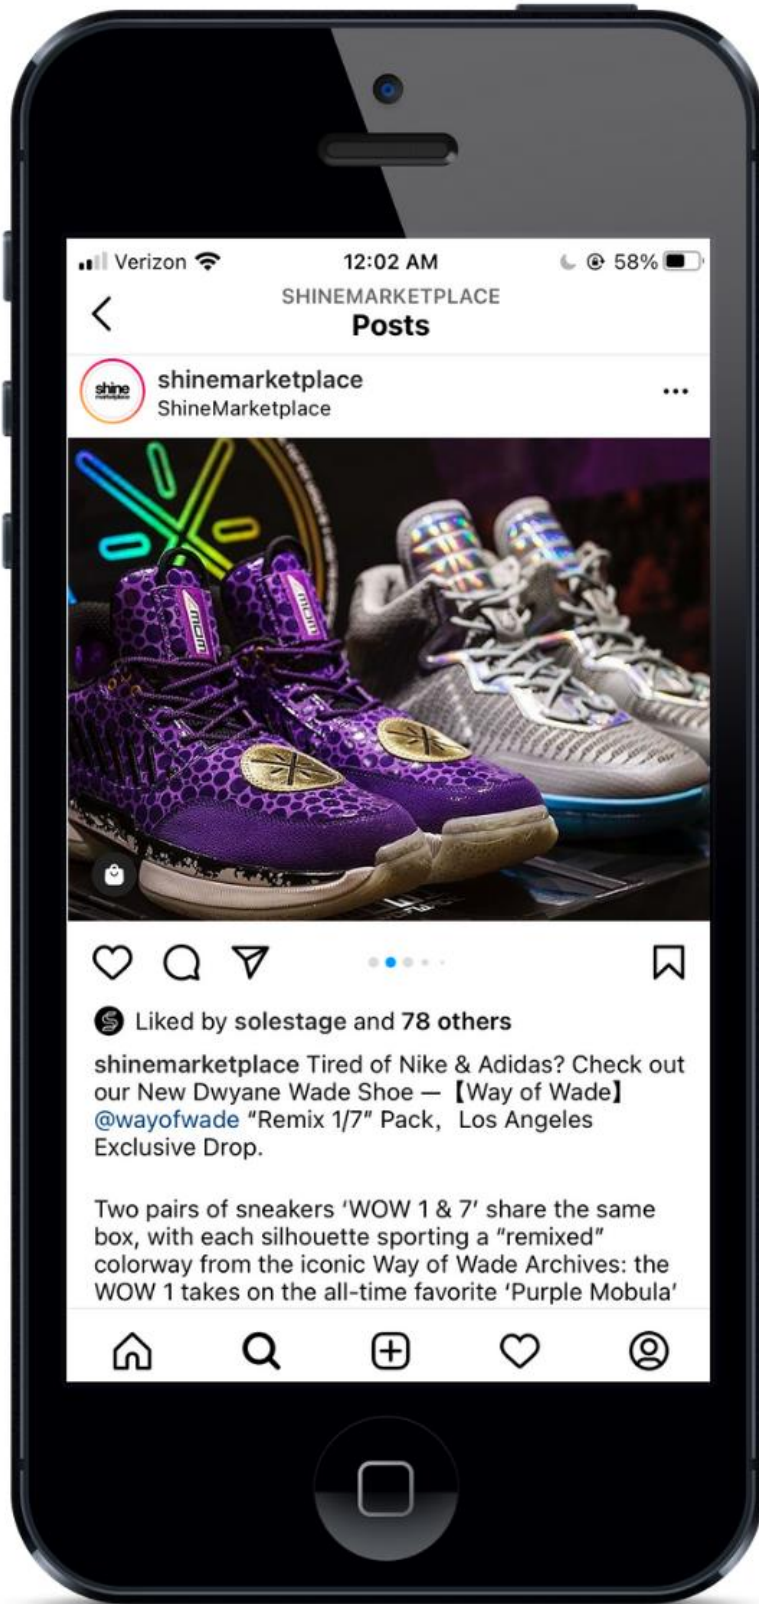 Verizon 12:02 AM 58%
SHINEMARKETPLACE
Posts
shine
shinemarketplace
ShineMarketplace
WOW
WOW
Liked by solestage and 78 others
shinemarketplace Tired of Nike & Adidas? Check out
our New Dwyane Wade Shoe — 【Way of Wade】
@wayofwade “Remix 1/7” Pack，Los Angeles
Exclusive Drop.
Two pairs of sneakers ‘WOW 1 & 7’ share the same
box, with each silhouette sporting a “remixed”
colorway from the iconic Way of Wade Archives: the
WOW 1 takes on the all-time favorite ‘Purple Mobula’